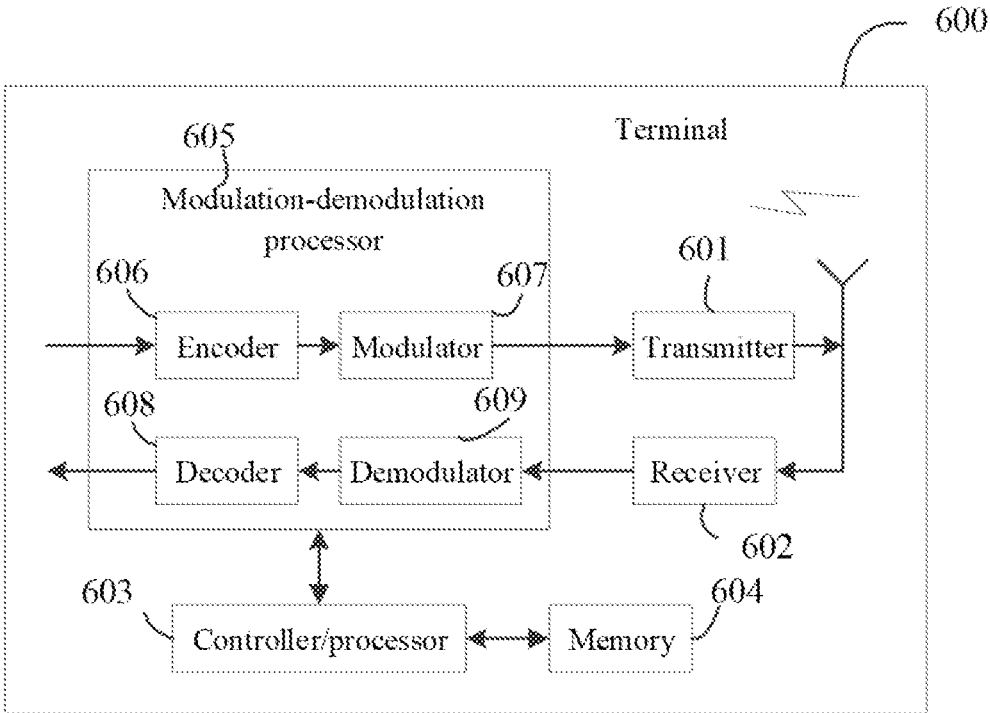 600
Terminal
605
Modulation-demodulation
processor
606
607
601
Encoder
Modulator
Transmitter
608
609
Decoder
Demodulator
Receiver
602
603
604
Controller/processor
Memory